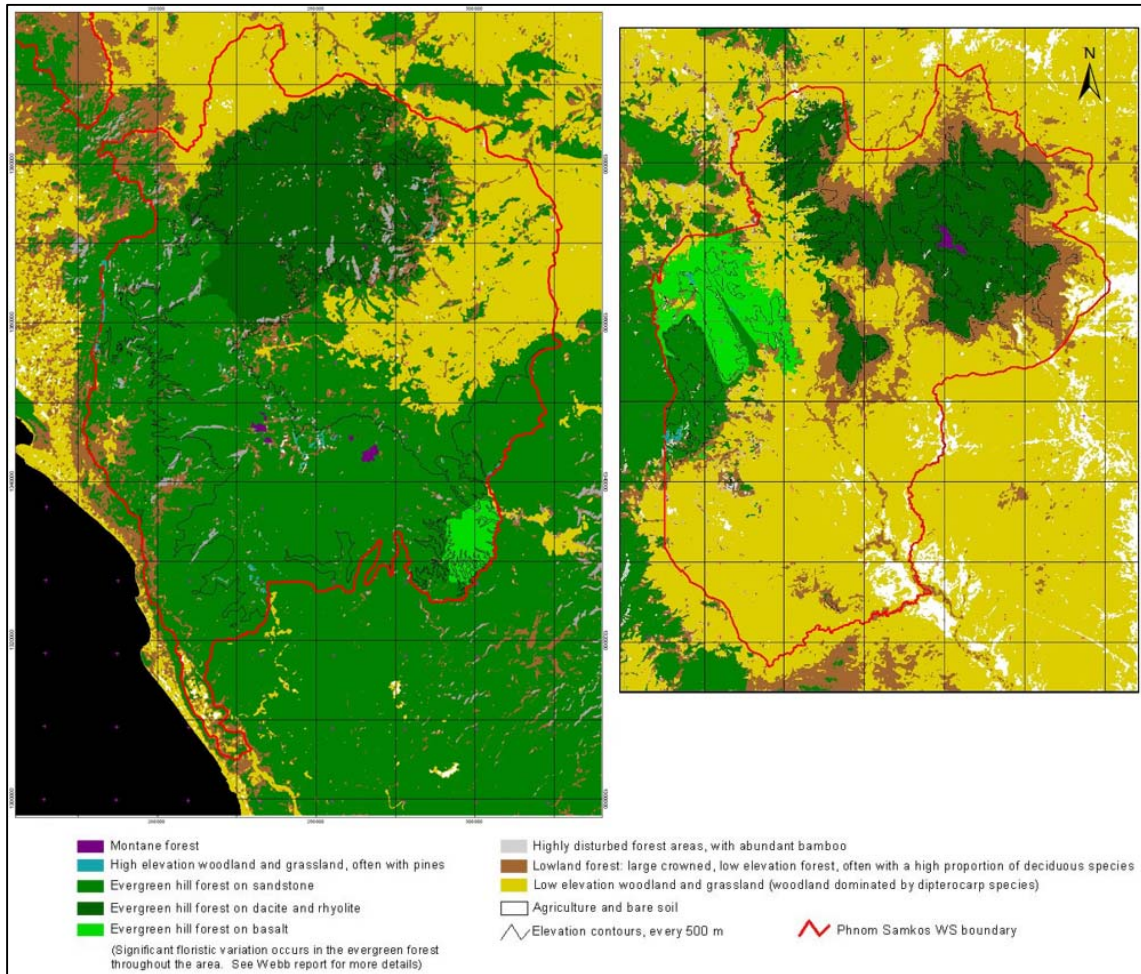 N
Montane forest
High elevation woodland and grassland, often with pines
Evergreen hill forest on sandstone
Evergreen hill forest on dacite and rhyolite
Evergreen hill forest on basalt
(Significant floristic variation occurs in the evergreen forest
throughout the area. See Webb report for more details)
Highly disturbed forest areas, with abundant bamboo
Lowland forest: large crowned, low elevation forest, often with a high proportion of deciduous species
Low elevation woodland and grassland (woodland dominated by dipterocarp species)
Agriculture and bare soil
Elevation contours, every 500 m
Phnom Samkos WS boundary